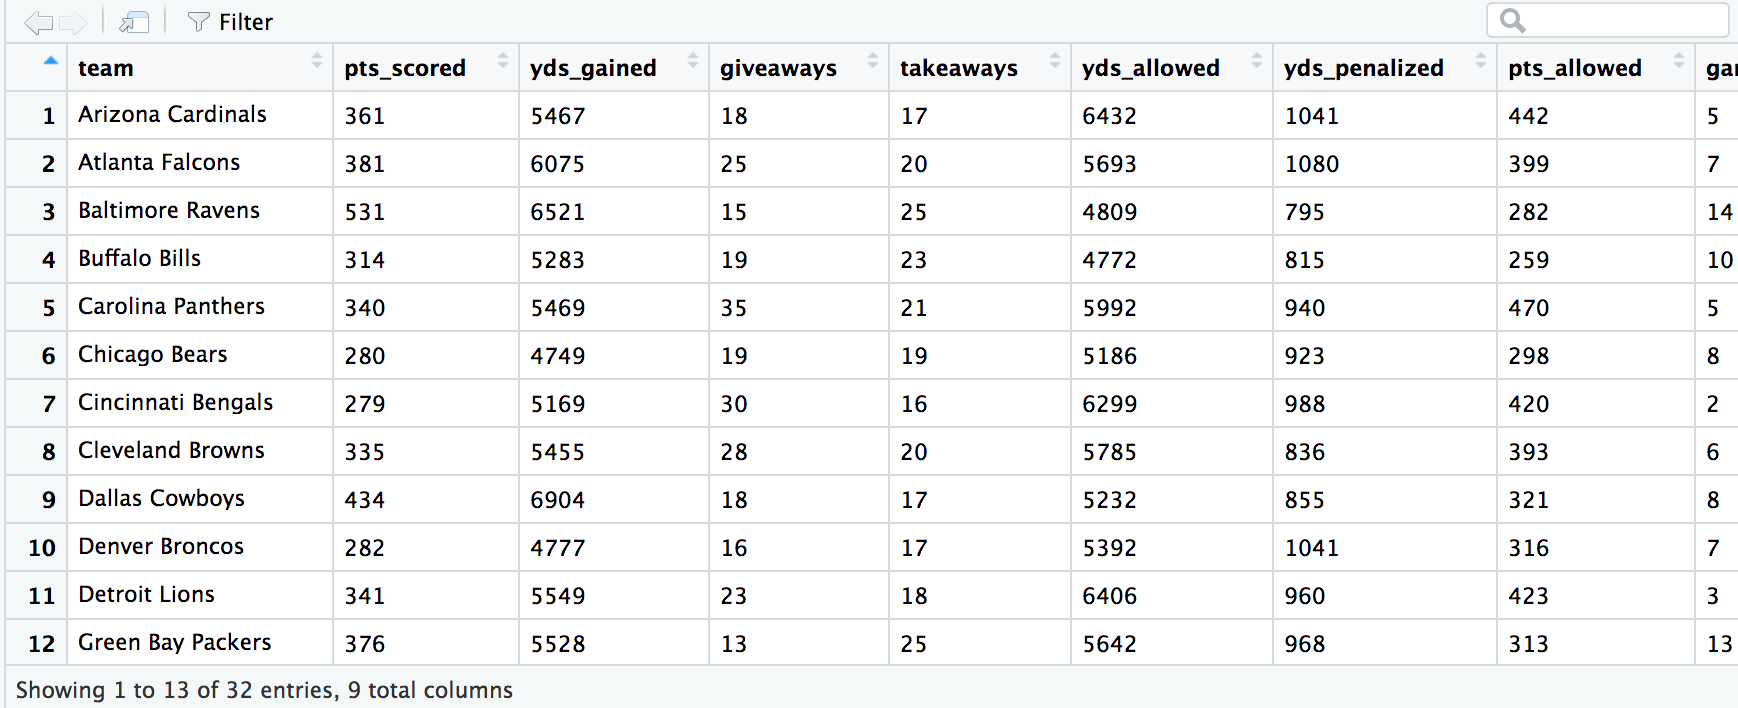 Filter
team pts_scored yds_gained giveaways takeaways yds_allowed yds_penalized pts_allowed
1 Arizona Cardinals 361 5467 18 17 6432 1041 442 5
2 Atlanta Falcons 381 6075 25 20 5693 1080 399 7
3 Baltimore Ravens 531 6521 15 25 4809 795 282 14
4 Buffalo Bills 314 5283 19 23 4772 815 259 10
5 Carolina Panthers 340 5469 35 21 5992 940 470 5
6 Chicago Bears 280 4749 19 19 5186 923 298 8
7 Cincinnati Bengals 279 5169 30 16 6299 988 420 2
8 Cleveland Browns 335 5455 28 20 5785 836 393 6
9 Dallas Cowboys 434 6904 18 17 5232 855 321 8
10 Denver Broncos 282 4777 16 17 5392 1041 316 7
11 Detroit Lions 341 5549 23 18 6406 960 423 3
12 Green Bay Packers 376 5528 13 25 5642 968 313 13
Showing 1 to 13 of 32 entries, 9 total columns